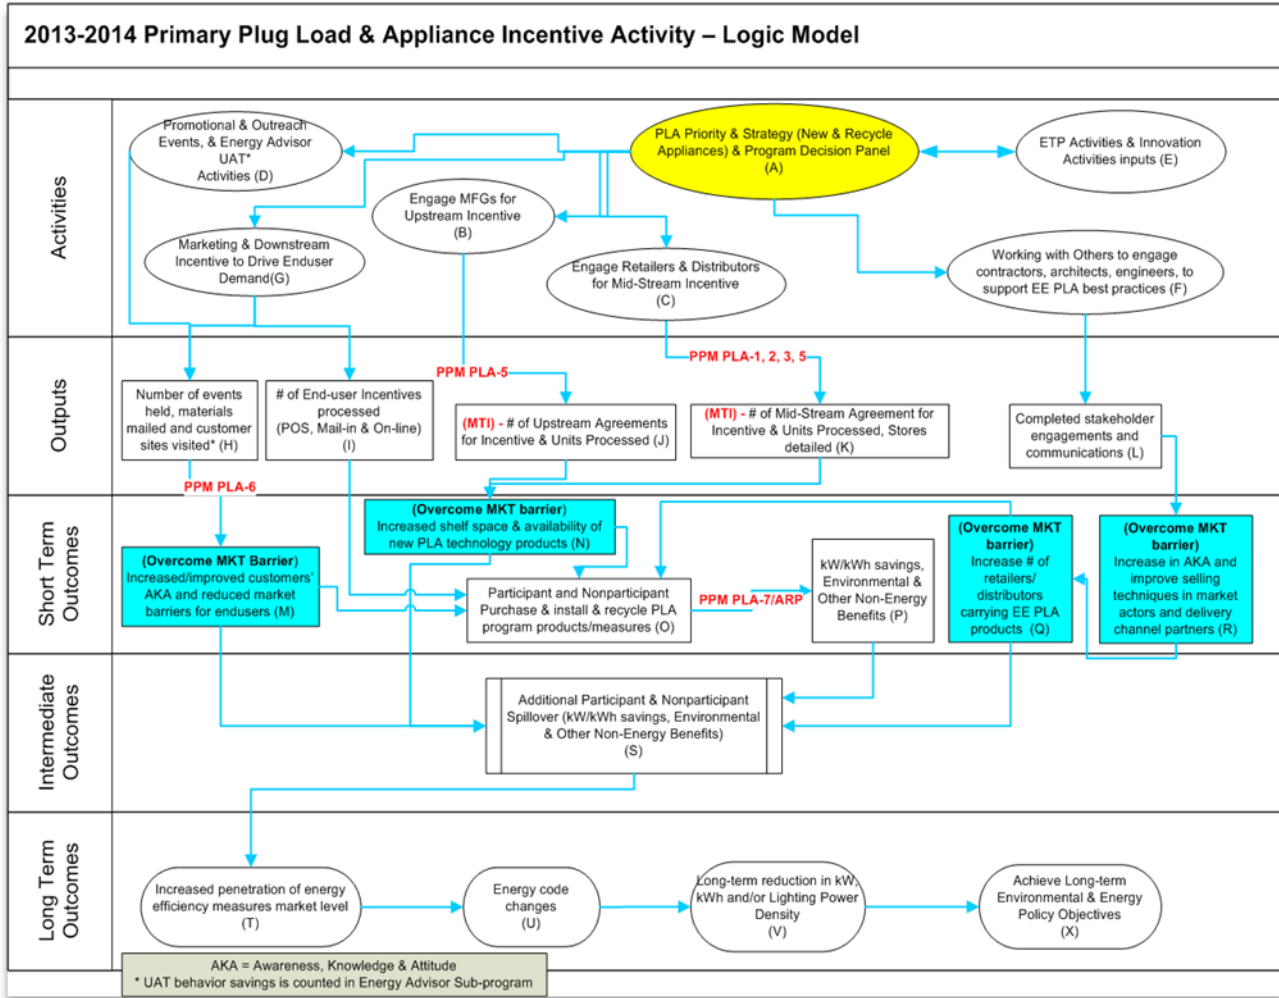 2013-2014 Primary Plug Load & Appliance Incentive Activity – Logic Model
Activities
Promotional & Outreach
Events, & Energy Advisor
UAT*
Activities (D)
PLA Priority & Strategy (New & Recycle
Appliances) & Program Decision Panel
(A)
ETP Activities & Innovation
Activities inputs (E)
Engage MFGs for
Upstream Incentive
(B)
Marketing & Downstream
Incentive to Drive Enduser
Demand(G)
Engage Retailers & Distributors
for Mid-Stream Incentive
(C)
Working with Others to engage
contractors, architects, engineers, to
support EE PLA best practices (F)
Outputs
PPM PLA-5
PPM PLA-1, 2, 3, 5
Number of events
held, materials
mailed and customer
sites visited* (H)
# of End-user Incentives
processed
(POS, Mail-in & On-line)
(I)
(MTI) - # of Upstream Agreements
for Incentive & Units Processed (J)
(MTI) - # of Mid-Stream Agreement for
Incentive & Units Processed, Stores
detailed (K)
Completed stakeholder
engagements and
communications (L)
PPM PLA-6
Short Term
Outcomes
(Overcome MKT Barrier)
Increased/improved customers'
AKA and reduced market
barriers for endusers (M)
(Overcome MKT barrier)
Increased shelf space & availability of
new PLA technology products (N)
Participant and Nonparticipant
Purchase & install & recycle PLA
program products/measures (O)
PPM PLA-7/ARP
kW/kWh savings,
Environmental &
Other Non-Energy
Benefits (P)
(Overcome MKT
barrier)
Increase # of
retailers/
distributors
carrying EE PLA
products (Q)
(Overcome MKT
barrier)
Increase in AKA and
improve selling
techniques in market
actors and delivery
channel partners (R)
Intermediate
Outcomes
Additional Participant & Nonparticipant
Spillover (kW/kWh savings, Environmental
& Other Non-Energy Benefits)
(S)
Long Term
Outcomes
Increased penetration of energy
efficiency measures market level
(T)
Energy code
changes
(U)
Long-term reduction in kW,
kWh and/or Lighting Power
Density
(V)
Achieve Long-term
Environmental & Energy
Policy Objectives
(X)
AKA = Awareness, Knowledge & Attitude
* UAT behavior savings is counted in Energy Advisor Sub-program